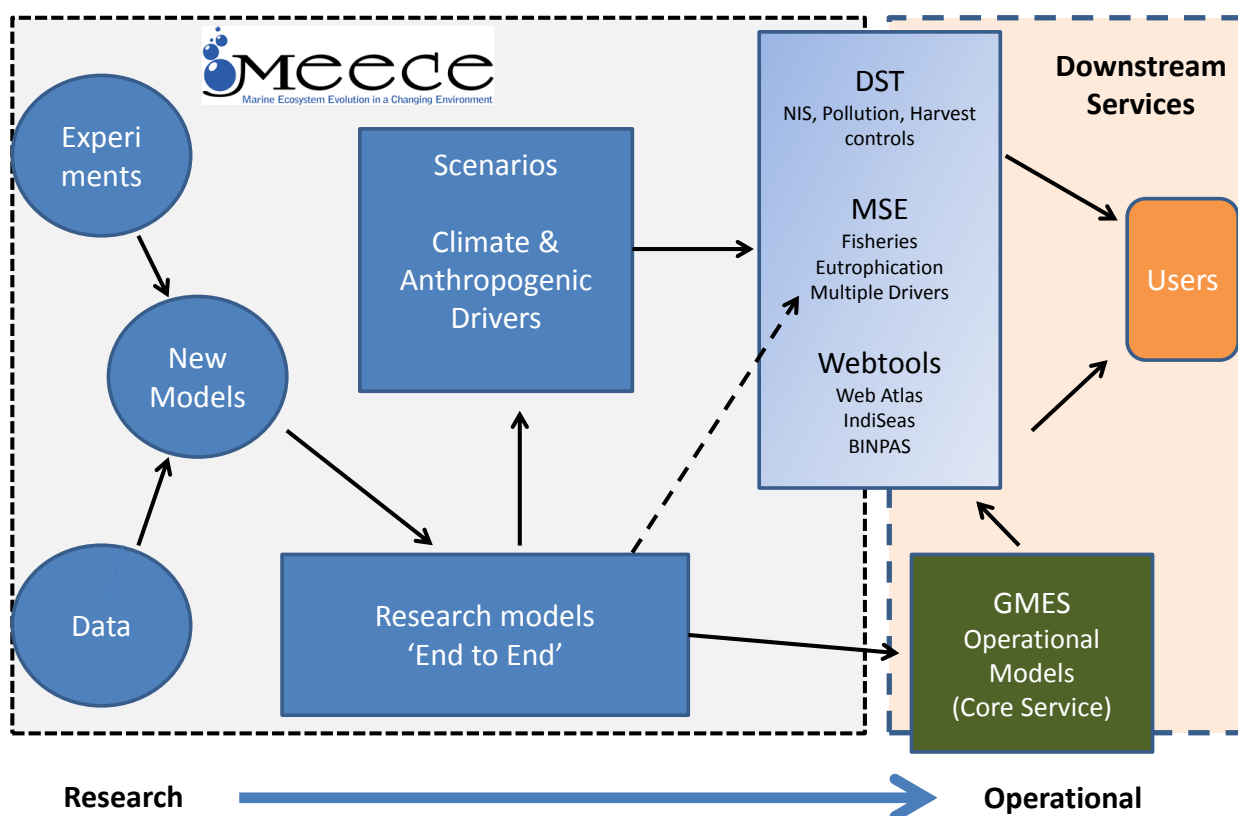 Meece
Marine Ecosystem Evolution in a Changing Environment
Experi
ments
New
Models
Data
Scenarios
Climate &
Anthropogenic
Drivers
Research models
‘End to End’
DST
NIS, Pollution, Harvest
controls
MSE
Fisheries
Eutrophication
Multiple Drivers
Webtools
Web Atlas
IndiSeas
BINPAS
Downstream
Services
Users
GMES
Operational
Models
(Core Service)
Research
Operational